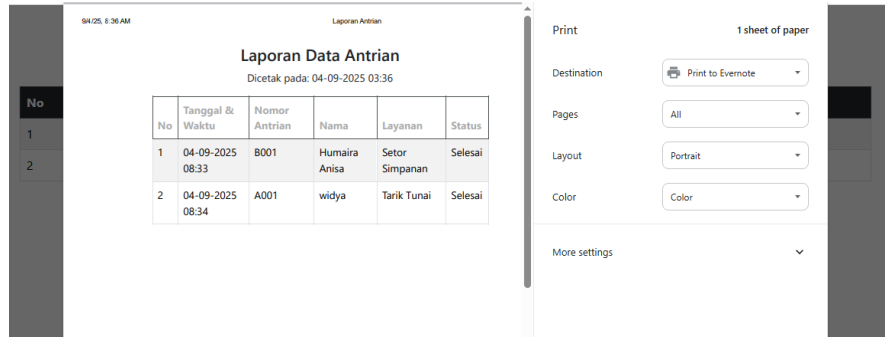 9/4/25, 8:36 AM
Laporan Antrian
Laporan Data Antrian
Dicetak pada: 04-09-2025 03:36
No Tanggal & Waktu Nomor Antrian Nama Layanan Status
1 04-09-2025 08:33 B001 Humaira Anisa Setor Simpanan Selesai
2 04-09-2025 08:34 A001 widya Tarik Tunai Selesai
Print 1 sheet of paper
Destination Print to Evernote
Pages All
Layout Portrait
Color Color
More settings
No
1
2